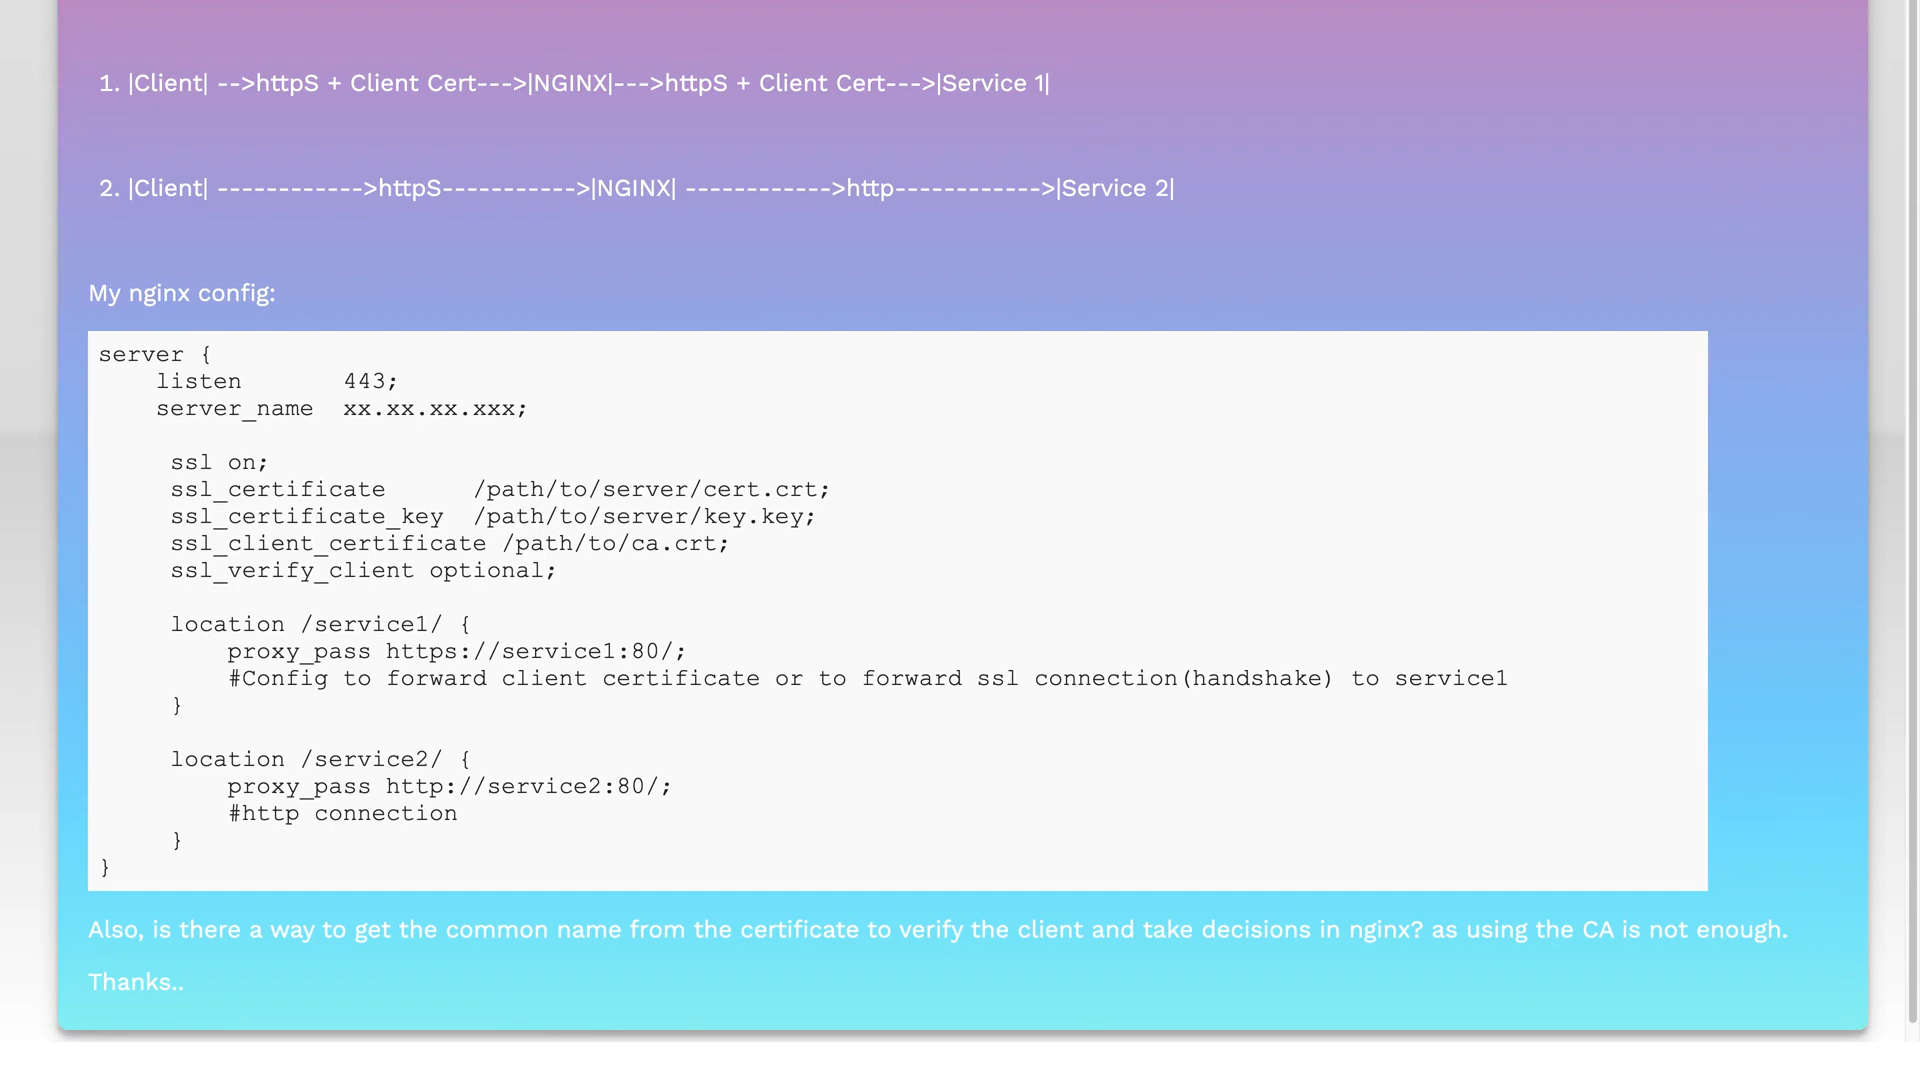 1. |Client| -->httpS + Client Cert--->|NGINX|--->httpS + Client Cert--->|Service 1|
2. |Client| ------------>httpS----------->|NGINX| ------------>http------------>|Service 2|
My nginx config:
server {
    listen       443;
    server_name  xx.xx.xx.xxx;
     ssl on;
     ssl_certificate      /path/to/server/cert.crt;
     ssl_certificate_key  /path/to/server/key.key;
     ssl_client_certificate /path/to/ca.crt;
     ssl_verify_client optional;
     location /service1/ {
         proxy_pass https://service1:80/;
         #Config to forward client certificate or to forward ssl connection(handshake) to service1
     }
     location /service2/ {
         proxy_pass http://service2:80/;
         #http connection
     }
}
Also, is there a way to get the common name from the certificate to verify the client and take decisions in nginx? as using the CA is not enough.
Thanks..